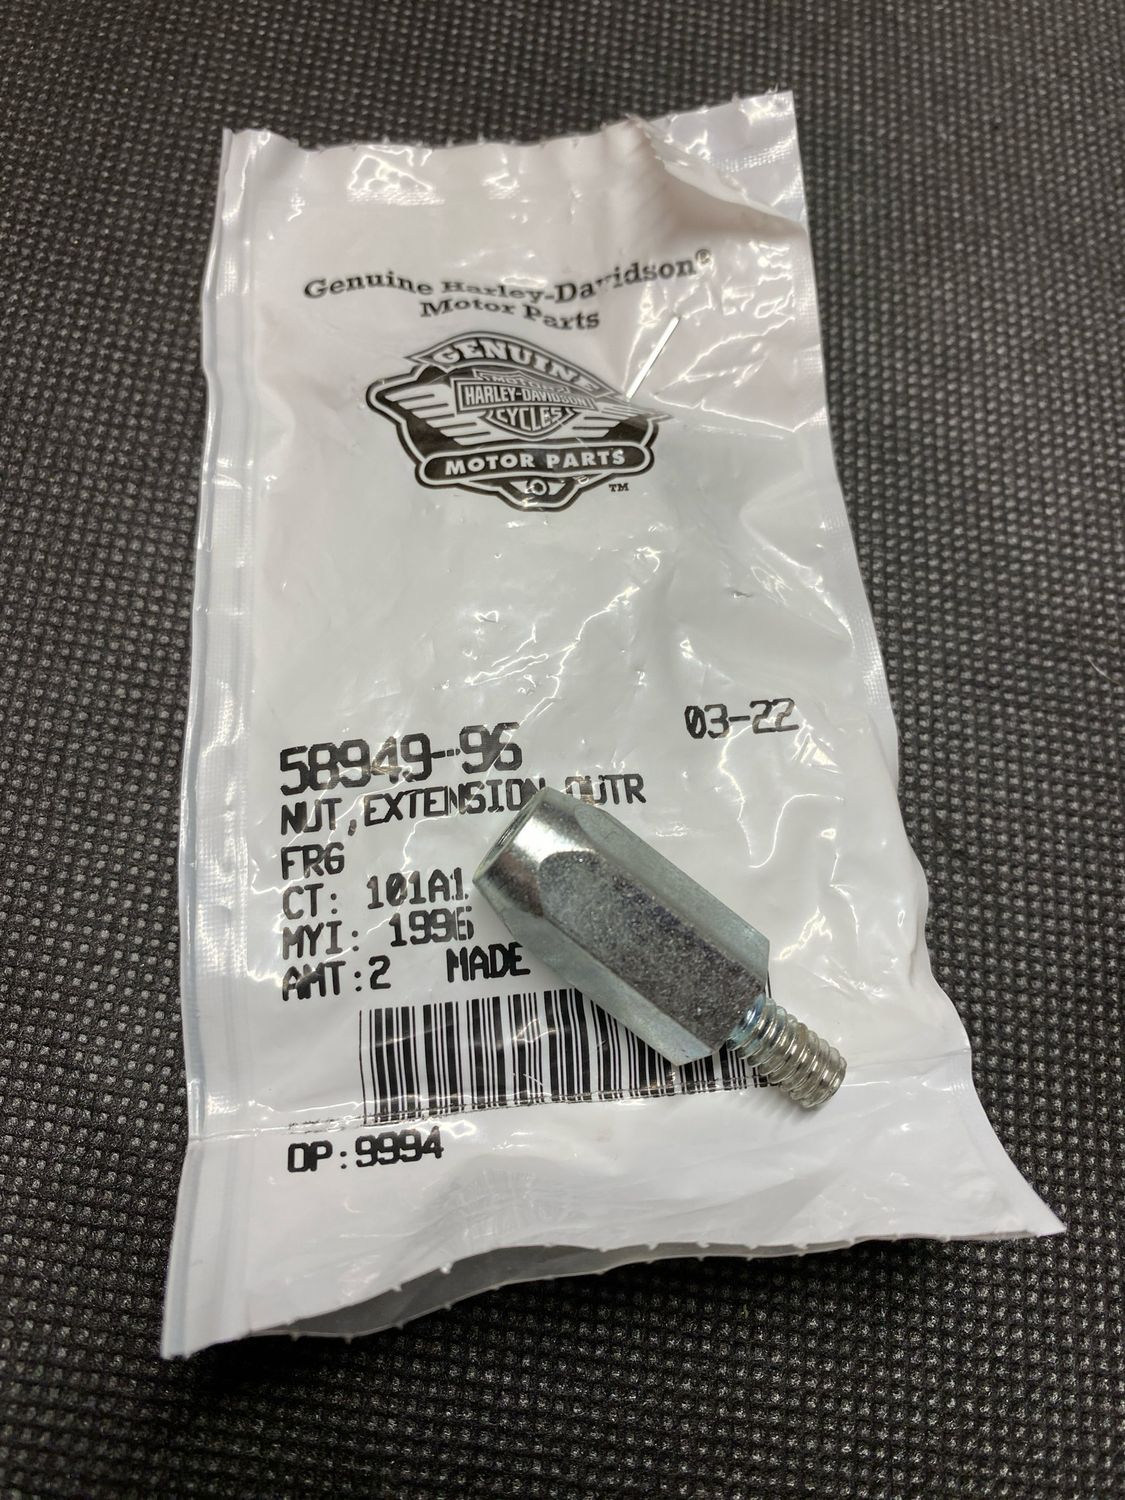 Genuine Harley-Davidson®
Motor Parts
GENUINE
MOTOR
HARLEY-DAVIDSON
CYCLES
MOTOR PARTS
TM
03-22
58949-96
NUT,EXTENSION OUTR
FRG
CT: 101A1
MYI: 1996
AMT:2 MADE
OP:9994